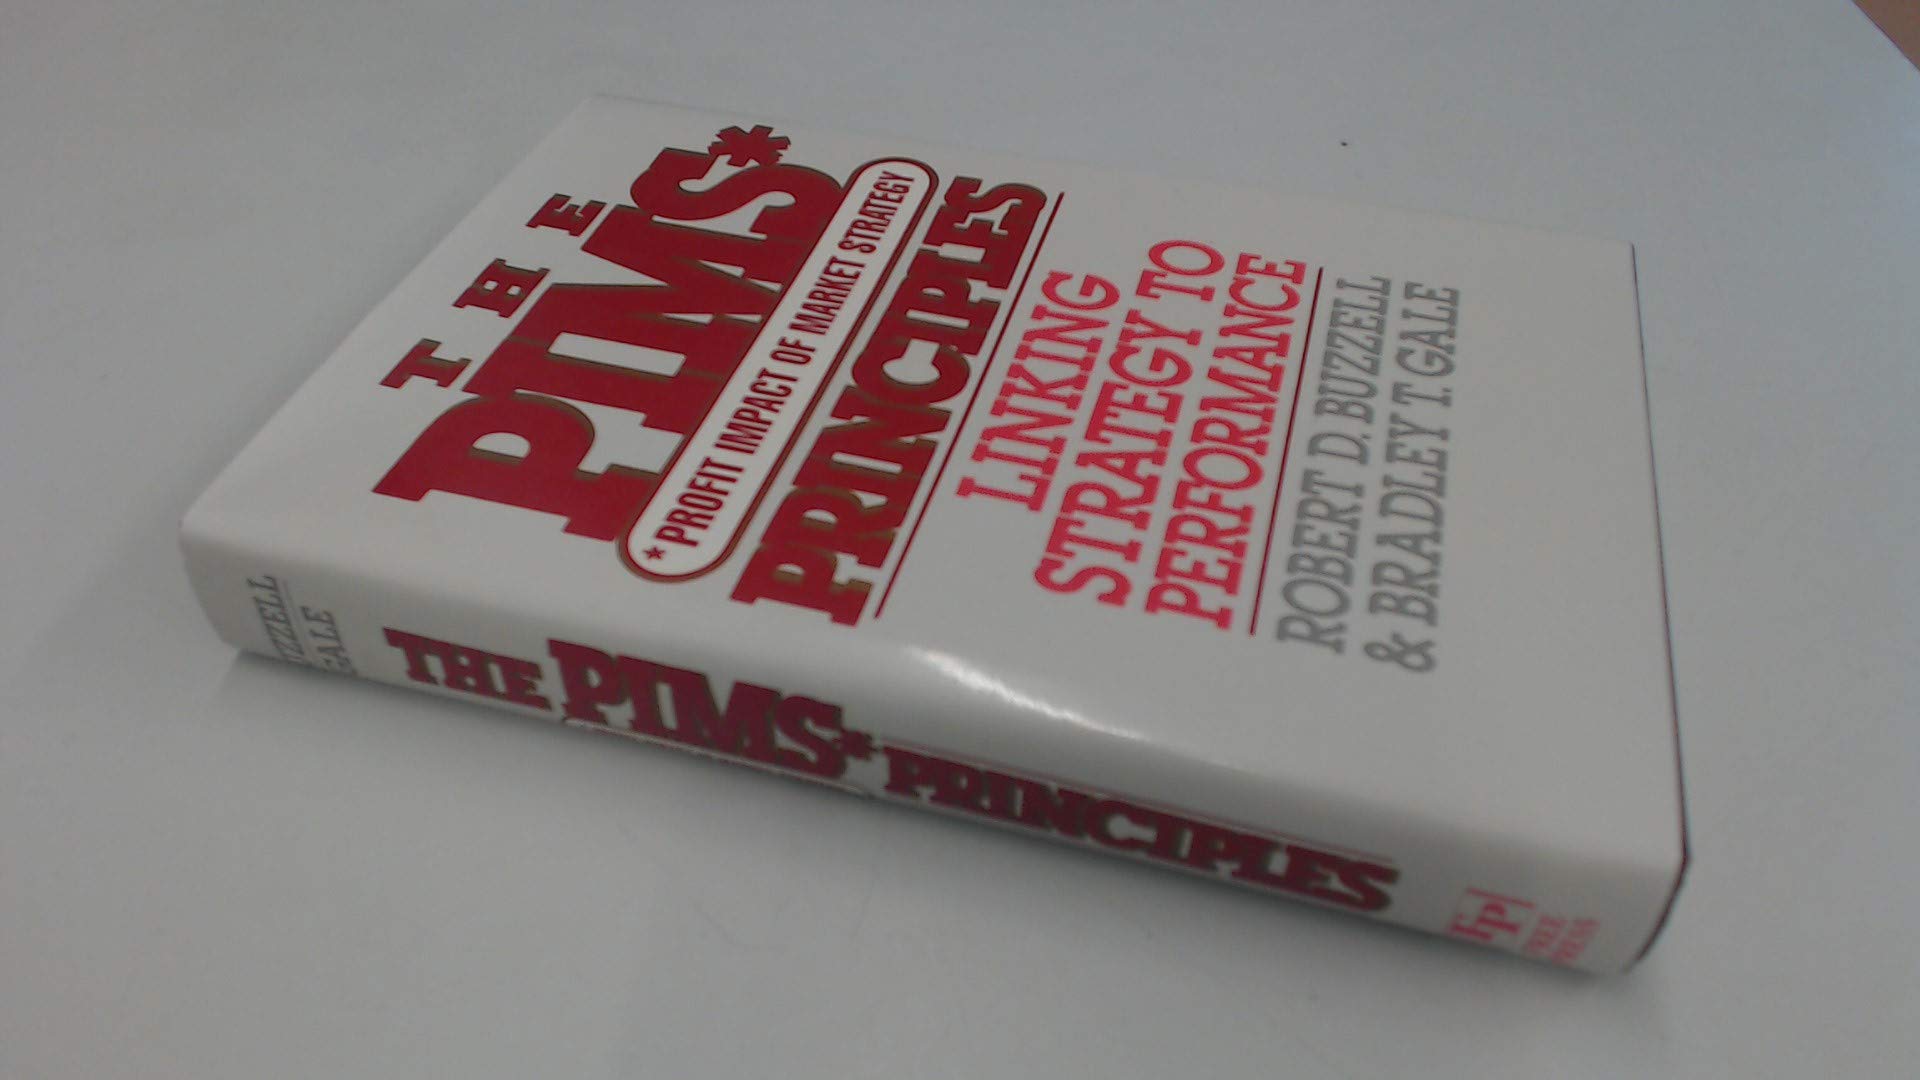 THE
PIMS*
*PROFIT IMPACT OF MARKET STRATEGY
PRINCIPLES
LINKING
STRATEGY TO
PERFORMANCE
ROBERT D. BUZZELL
& BRADLEY T. GALE
GALE
THE PIMS* PRINCIPLES
FP
FREE
PRESS